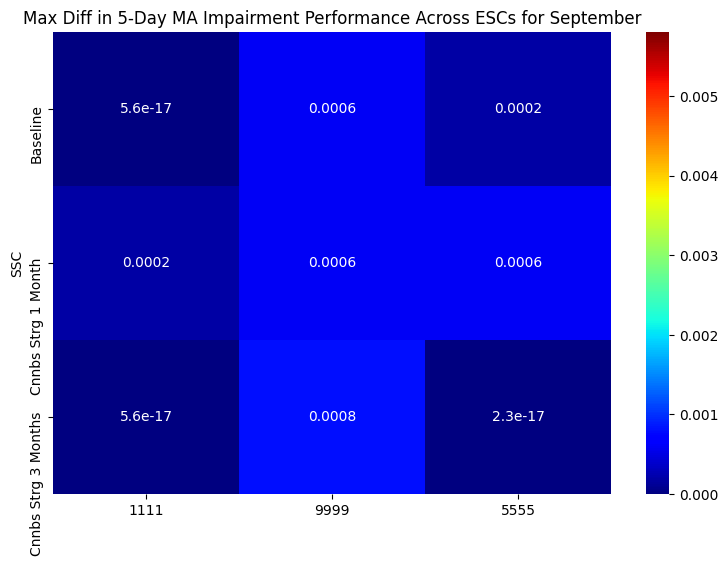 Max Diff in 5-Day MA Impairment Performance Across ESCs for September
SSC
Baseline
5.6e-17 0.0006 0.0002
Cnnbs Strg 1 Month
0.0002 0.0006 0.0006
Cnnbs Strg 3 Months
5.6e-17 0.0008 2.3e-17
1111 9999 5555
0.005
0.004
0.003
0.002
0.001
0.000